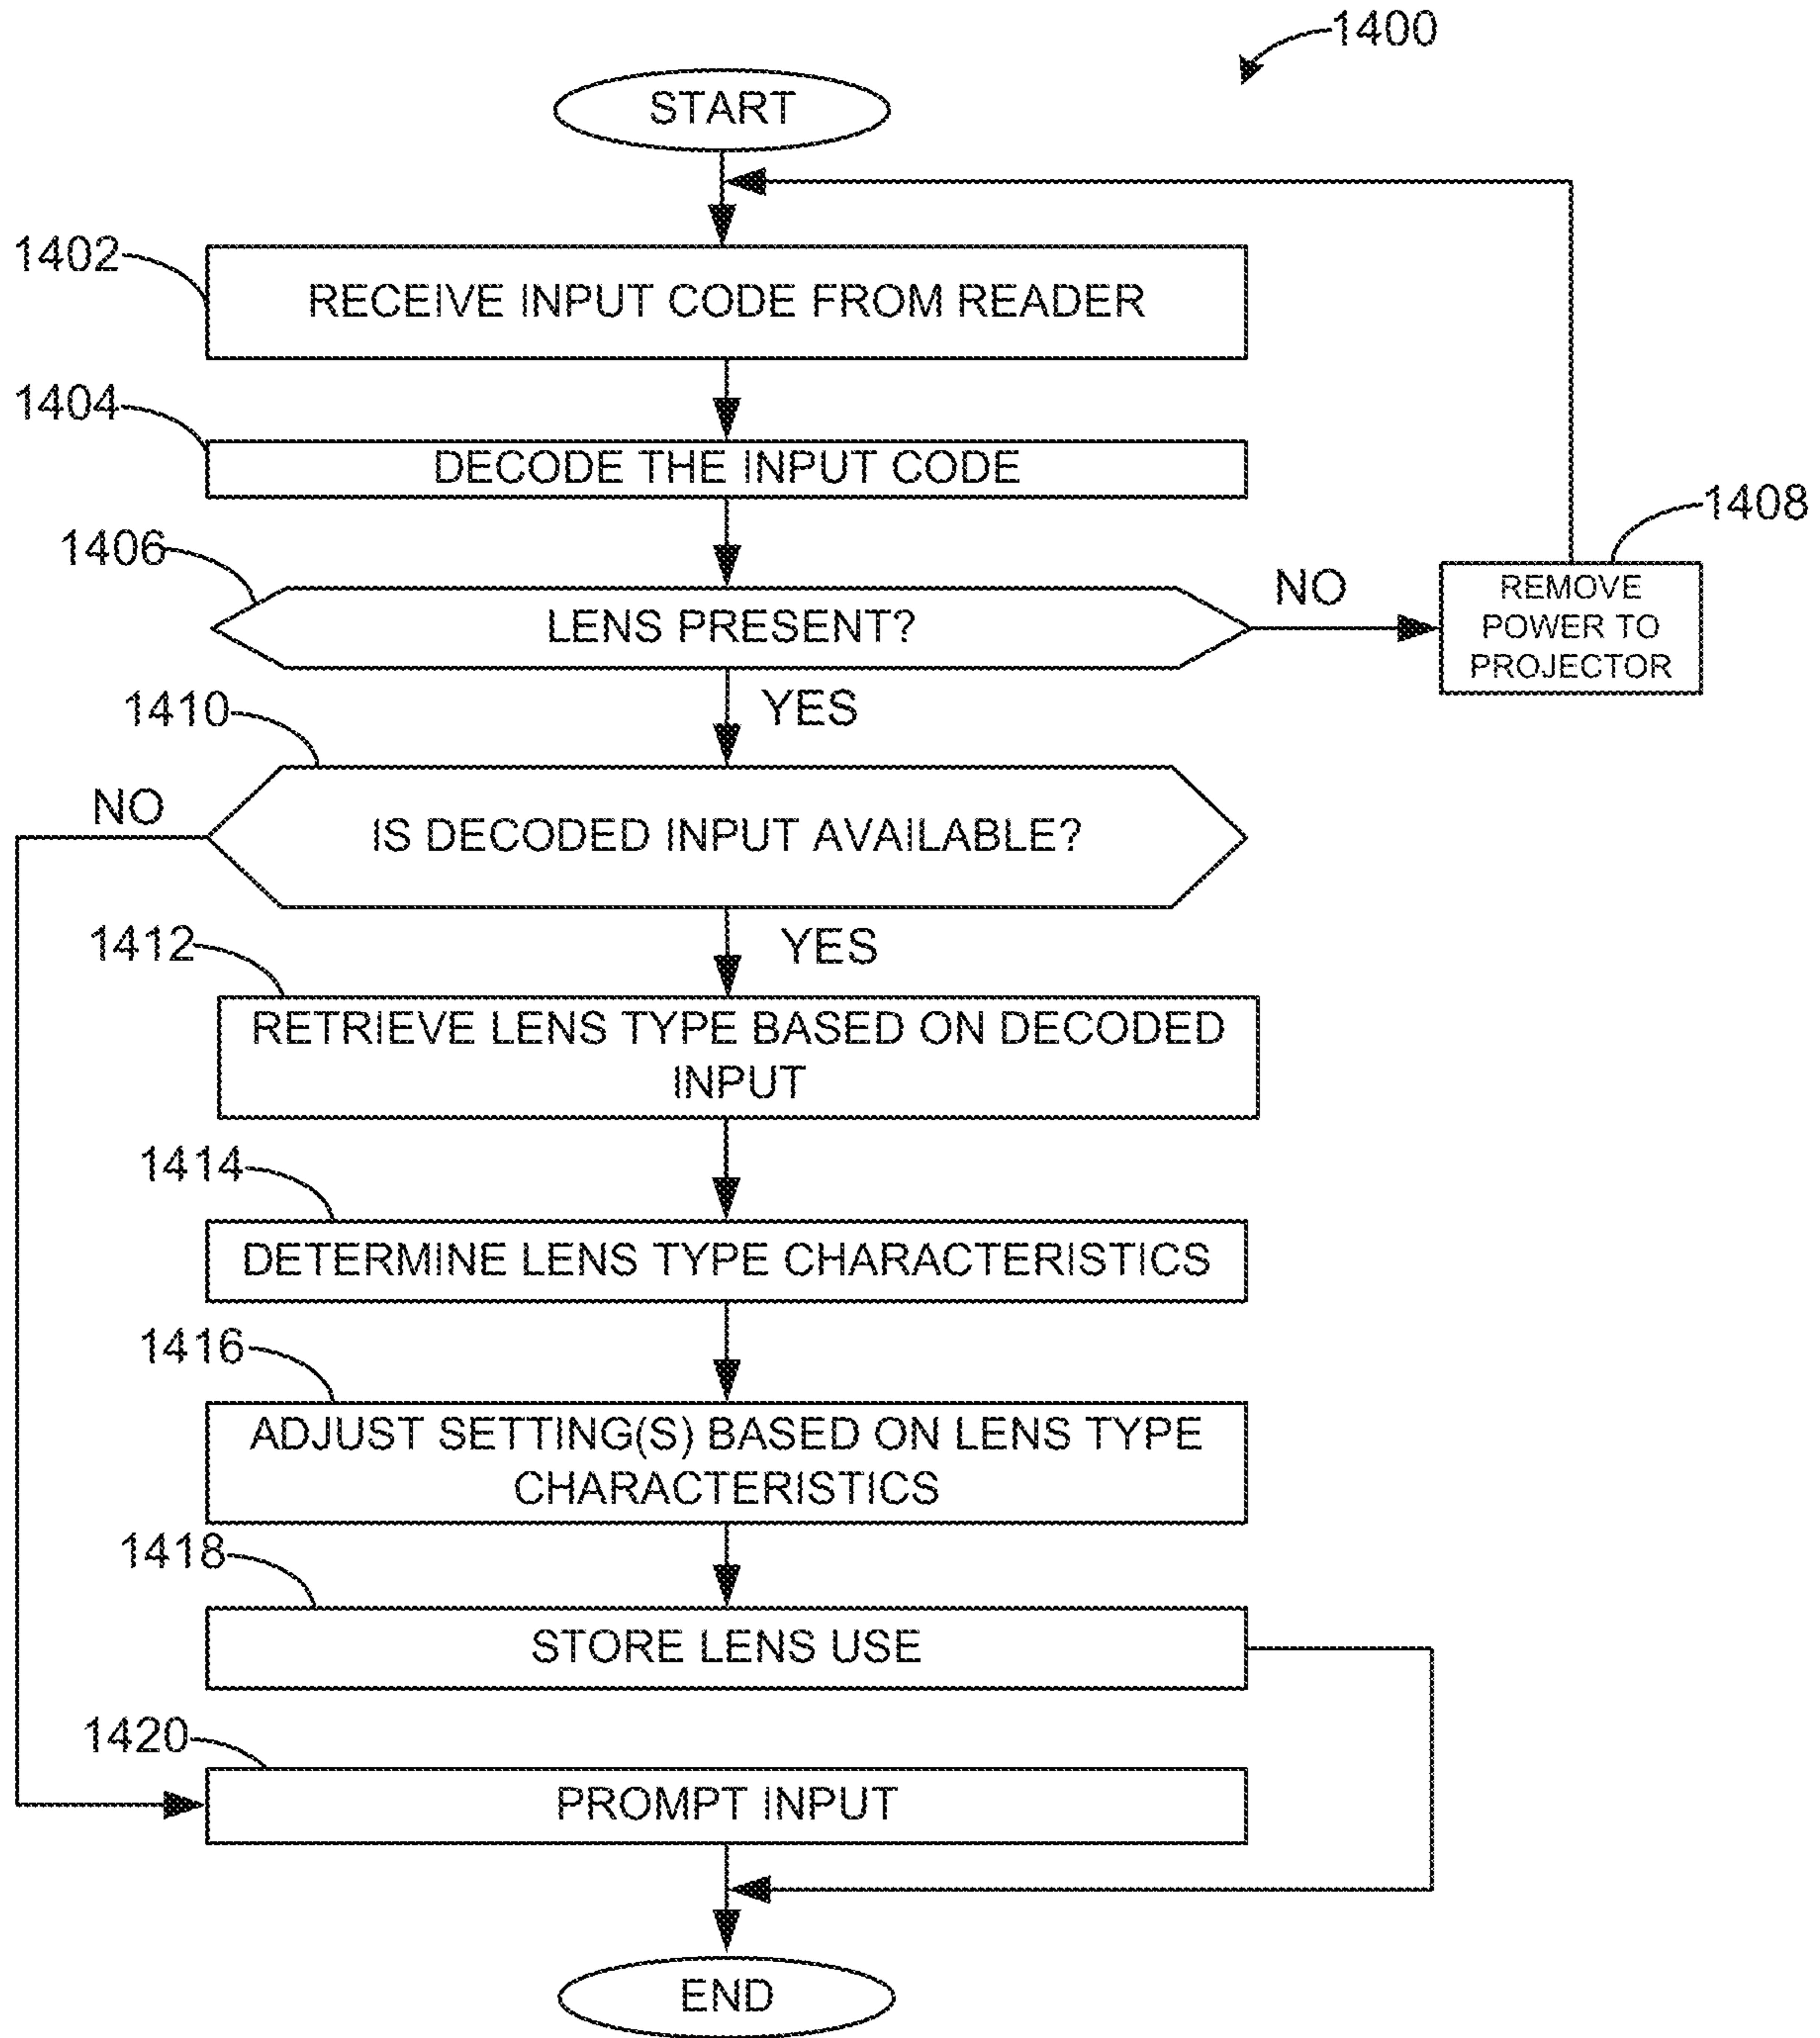 1400
START
1402
RECEIVE INPUT CODE FROM READER
1404
DECODE THE INPUT CODE
1406
LENS PRESENT?
NO
1408
REMOVE
POWER TO
PROJECTOR
YES
1410
NO
IS DECODED INPUT AVAILABLE?
YES
1412
RETRIEVE LENS TYPE BASED ON DECODED
INPUT
1414
DETERMINE LENS TYPE CHARACTERISTICS
1416
ADJUST SETTING(S) BASED ON LENS TYPE
CHARACTERISTICS
1418
STORE LENS USE
1420
PROMPT INPUT
END